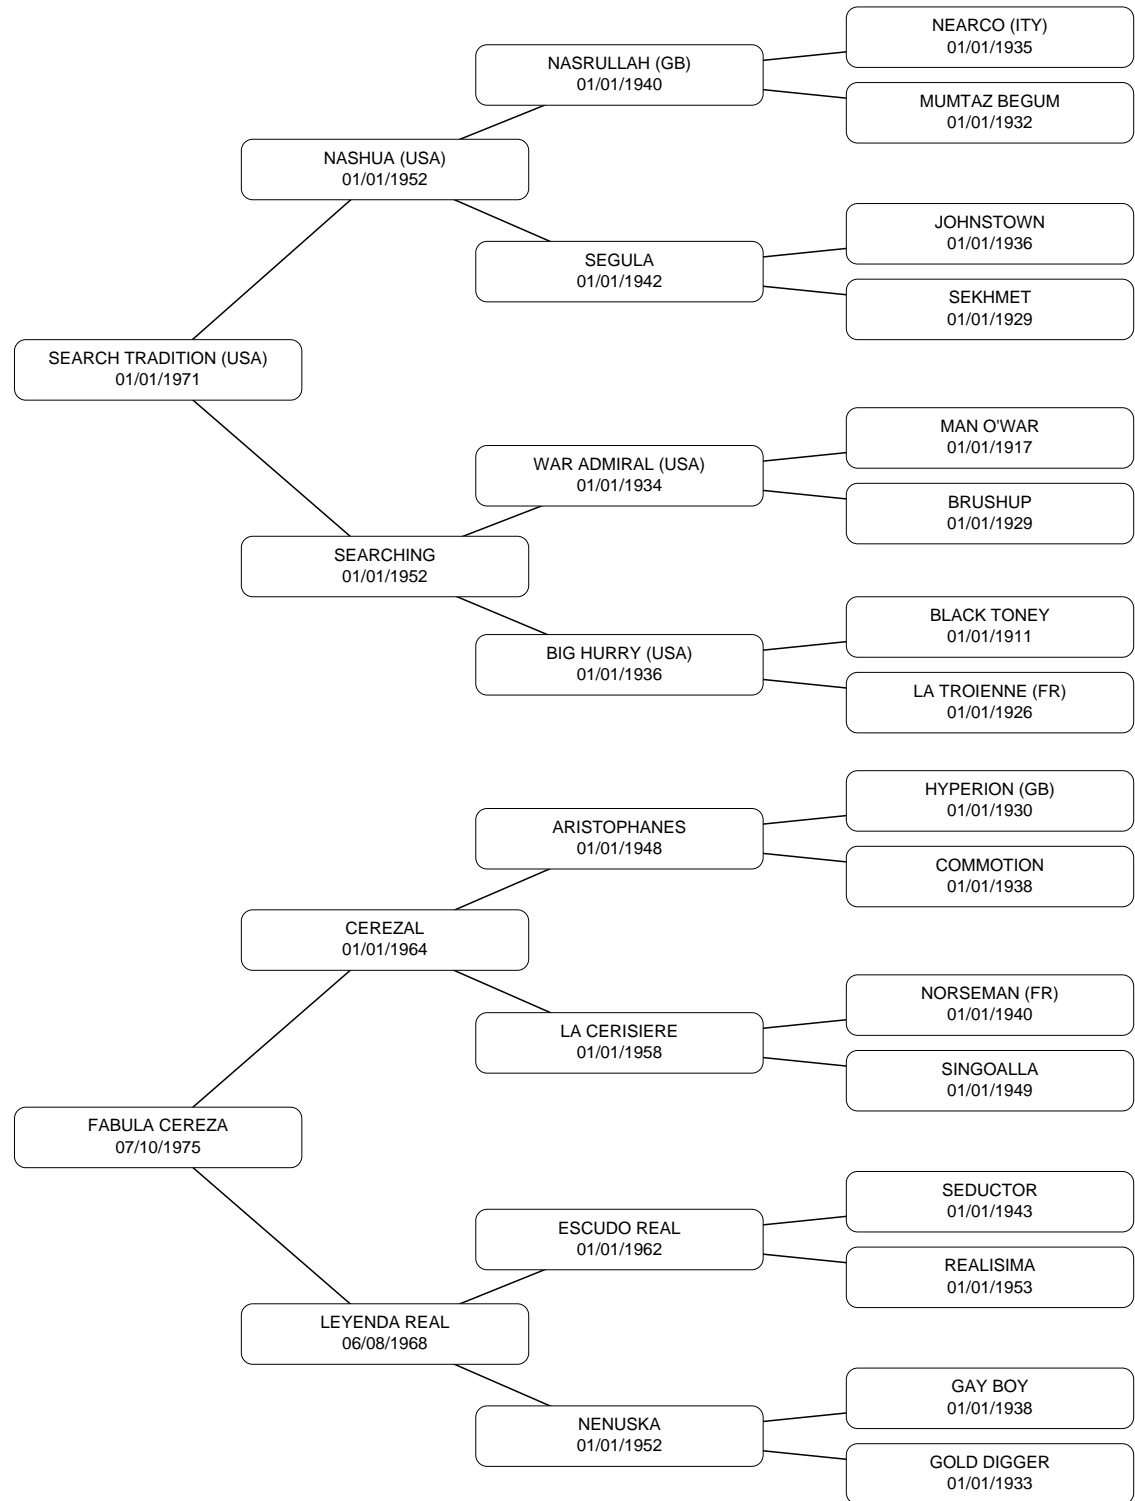 NEARCO (ITY)
01/01/1935
NASRULLAH (GB)
01/01/1940
MUMTAZ BEGUM
01/01/1932
NASHUA (USA)
01/01/1952
JOHNSTOWN
01/01/1936
SEGULA
01/01/1942
SEKHMET
01/01/1929
SEARCH TRADITION (USA)
01/01/1971
MAN O'WAR
01/01/1917
WAR ADMIRAL (USA)
01/01/1934
BRUSHUP
01/01/1929
SEARCHING
01/01/1952
BLACK TONEY
01/01/1911
BIG HURRY (USA)
01/01/1936
LA TROIENNE (FR)
01/01/1926
HYPERION (GB)
01/01/1930
ARISTOPHANES
01/01/1948
COMMOTION
01/01/1938
CEREZAL
01/01/1964
NORSEMAN (FR)
01/01/1940
LA CERISIERE
01/01/1958
SINGOALLA
01/01/1949
FABULA CEREZA
07/10/1975
SEDUCTOR
01/01/1943
ESCUDO REAL
01/01/1962
REALISIMA
01/01/1953
LEYENDA REAL
06/08/1968
GAY BOY
01/01/1938
NENUSKA
01/01/1952
GOLD DIGGER
01/01/1933